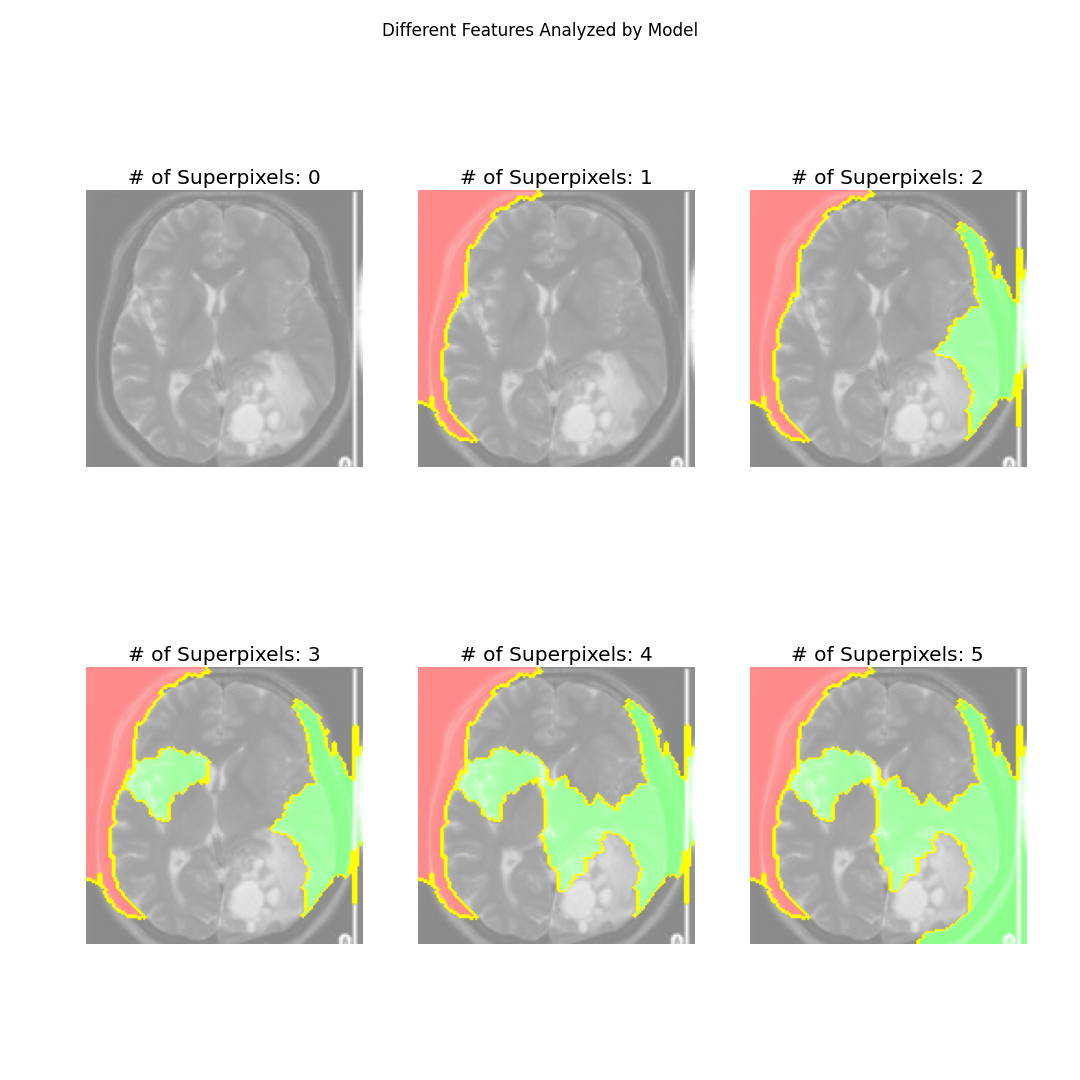 Different Features Analyzed by Model
# of Superpixels: 0
# of Superpixels: 1
# of Superpixels: 2
# of Superpixels: 3
# of Superpixels: 4
# of Superpixels: 5